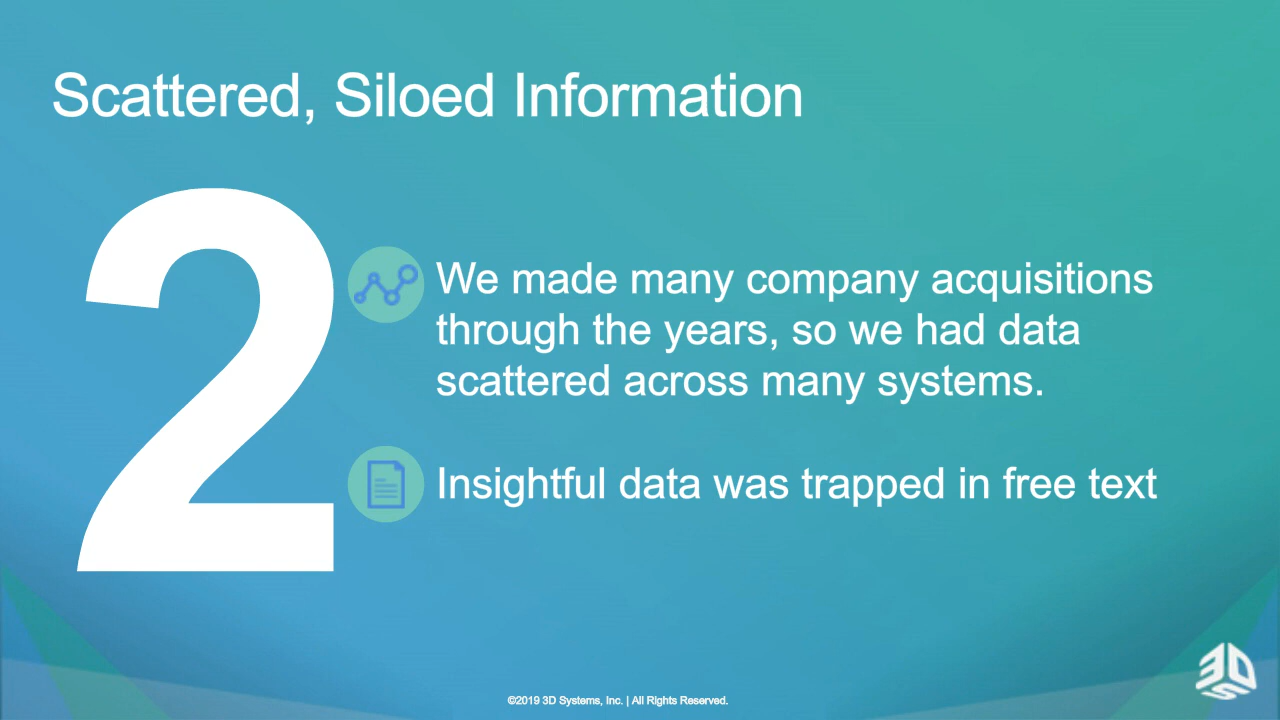 Scattered, Siloed Information
2
We made many company acquisitions
through the years, so we had data
scattered across many systems.
Insightful data was trapped in free text
©2019 3D Systems, Inc. | All Rights Reserved.
3DS